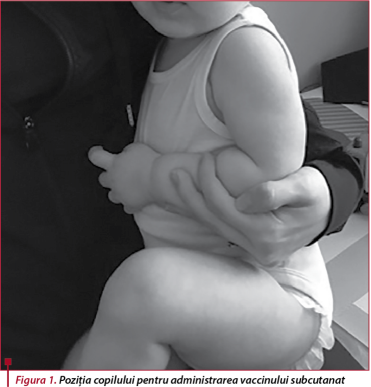 Figura 1. Poziția copilului pentru administrarea vaccinului subcutanat